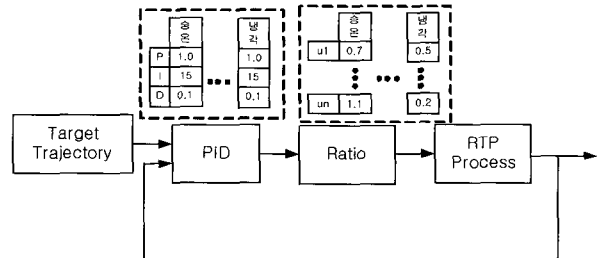 승온
냉각
P 1.0 1.0
I 15 15
D 0.1 0.1
승온
냉각
u1 0.7 0.5
un 1.1 0.2
Target Trajectory
PID
Ratio
RTP Process